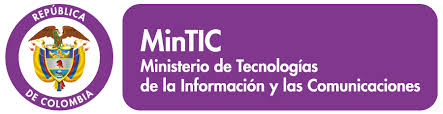 REPÚBLICA
DE COLOMBIA
MinTIC
Ministerio de Tecnologías
de la Información y las Comunicaciones